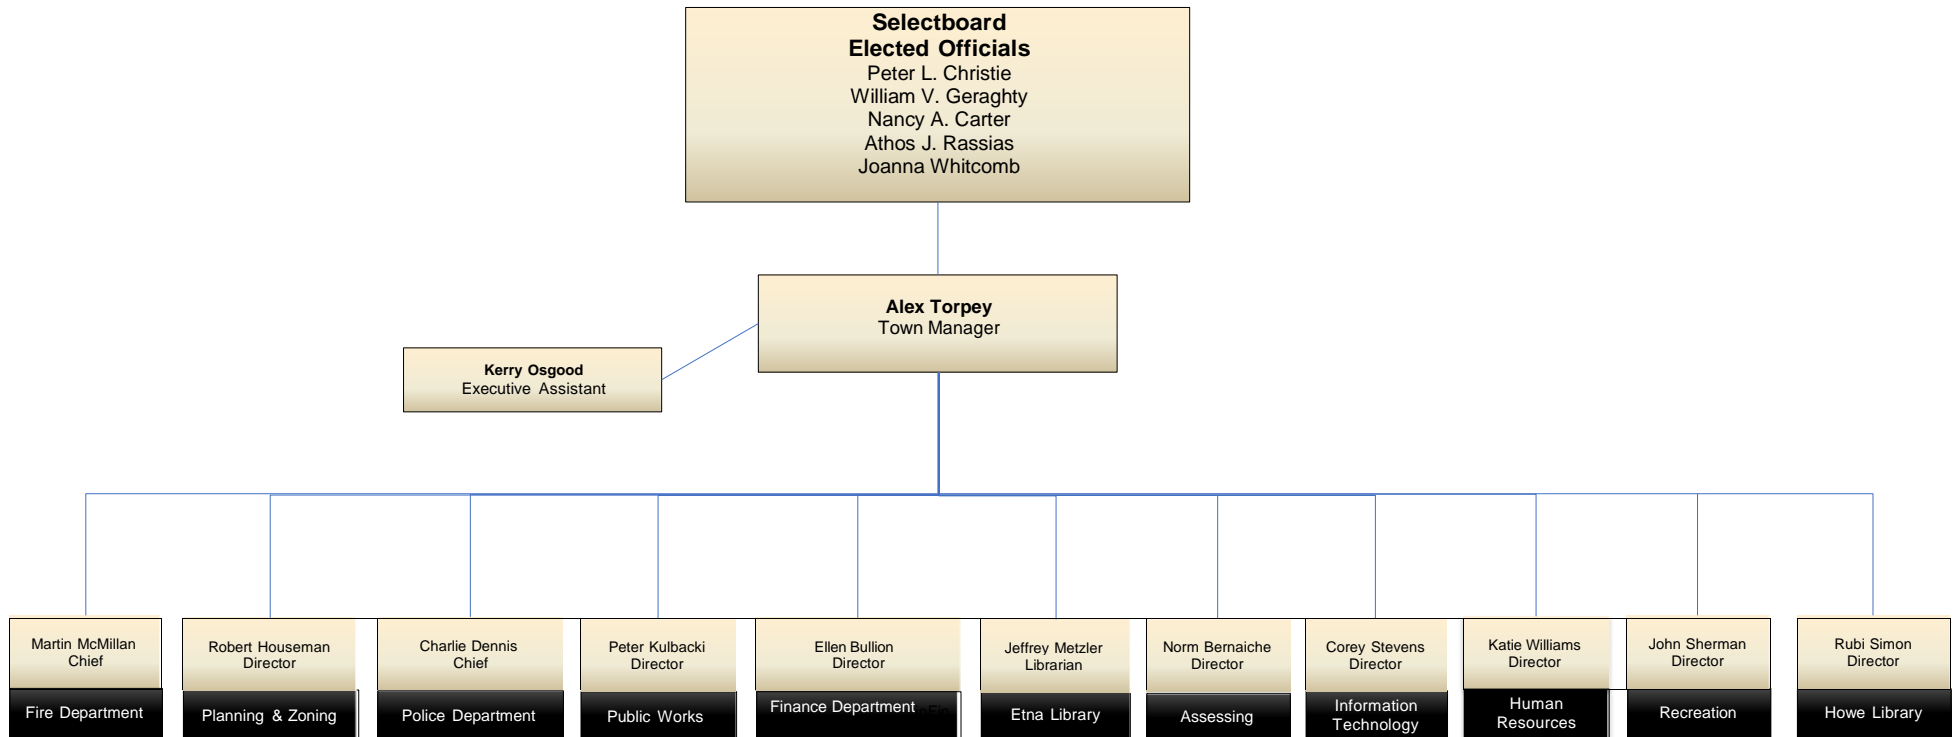 Selectboard
Elected Officials
Peter L. Christie
William V. Geraghty
Nancy A. Carter
Athos J. Rassias
Joanna Whitcomb
Alex Torpey
Town Manager
Kerry Osgood
Executive Assistant
Martin McMillan
Chief
Fire Department
Robert Houseman
Director
Planning & Zoning
Charlie Dennis
Chief
Police Department
Peter Kulbacki
Director
Public Works
Ellen Bullion
Director
Finance Department
Jeffrey Metzler
Librarian
Etna Library
Norm Bernaiche
Director
Assessing
Corey Stevens
Director
Information
Technology
Katie Williams
Director
Human
Resources
John Sherman
Director
Recreation
Rubi Simon
Director
Howe Library